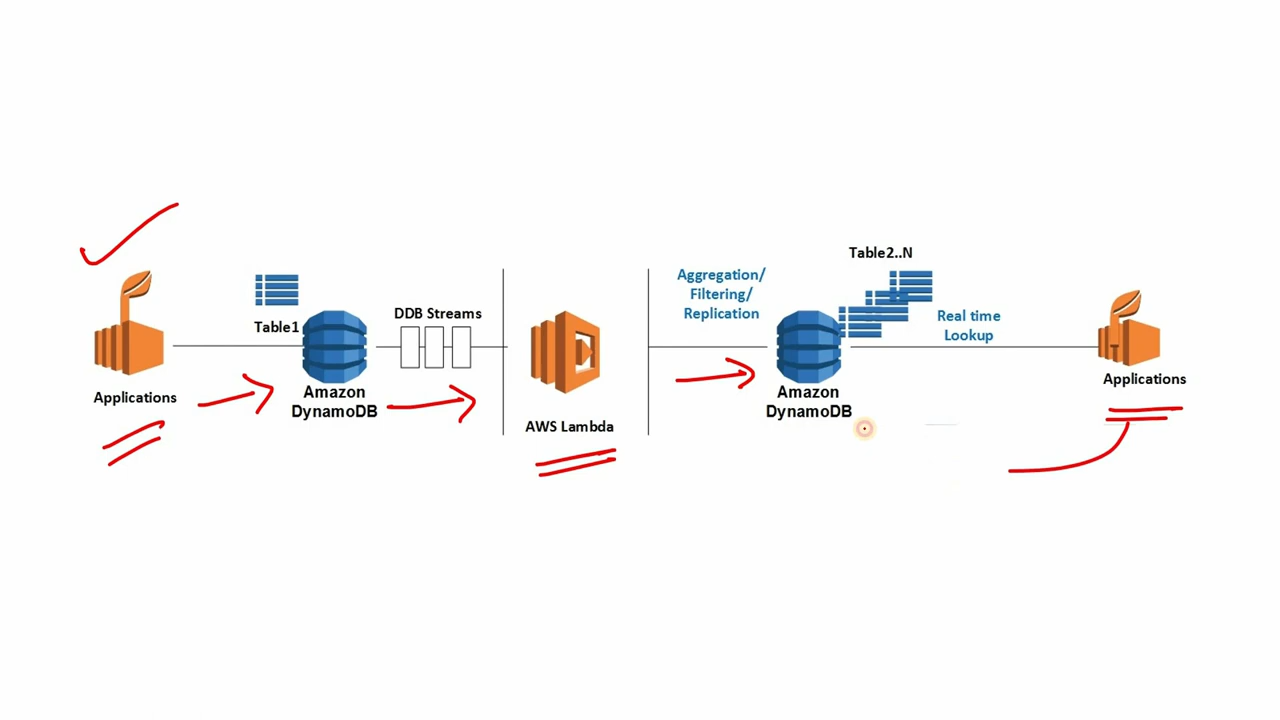 Applications
Table1
Amazon
DynamoDB
DDB Streams
AWS Lambda
Aggregation/
Filtering/
Replication
Amazon
DynamoDB
Table2..N
Real time
Lookup
Applications